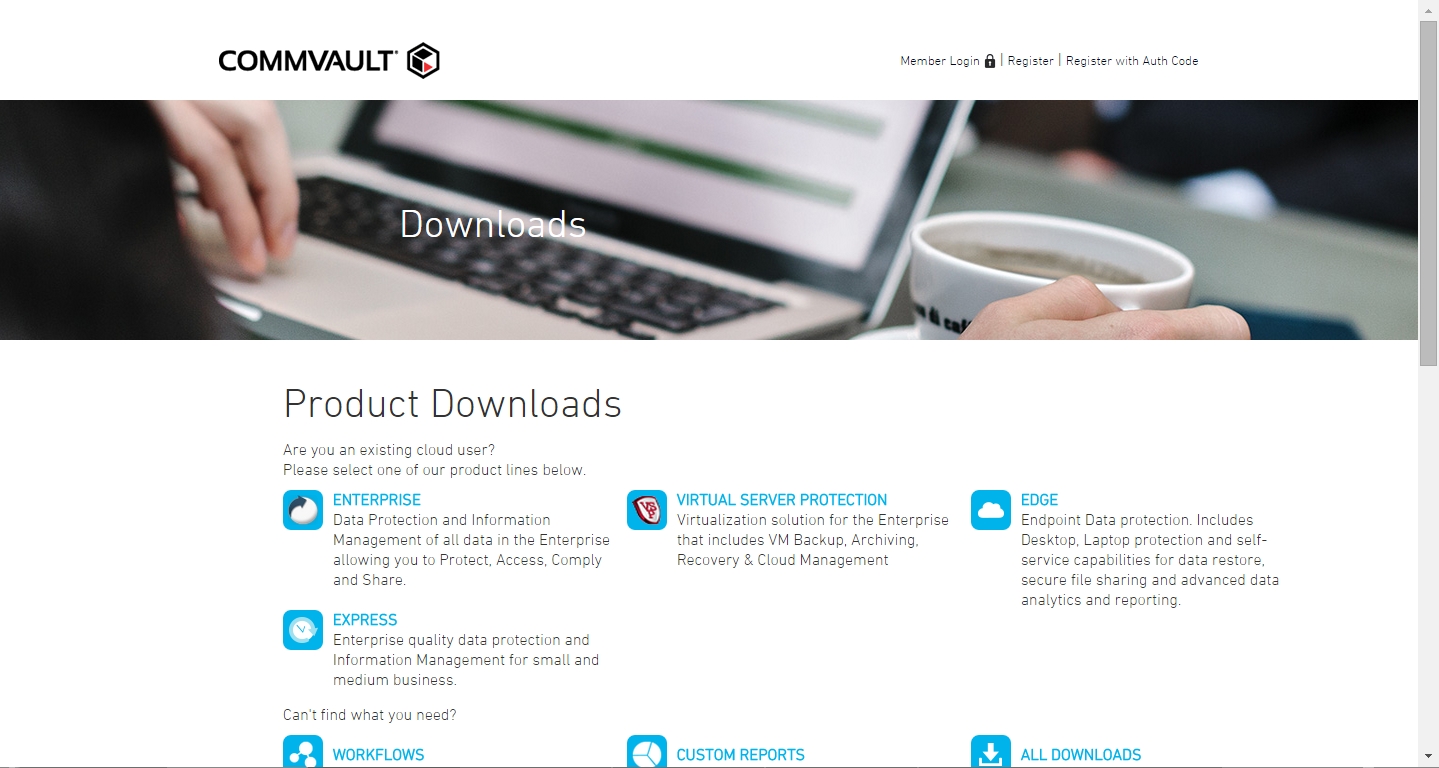 COMMVAULT
Member Login | Register | Register with Auth Code
Downloads
di caf
Product Downloads
Are you an existing cloud user?
Please select one of our product lines below.
ENTERPRISE
Data Protection and Information
Management of all data in the Enterprise
allowing you to Protect, Access, Comply
and Share.
VIRTUAL SERVER PROTECTION
Virtualization solution for the Enterprise
that includes VM Backup, Archiving,
Recovery & Cloud Management
EDGE
Endpoint Data protection. Includes
Desktop, Laptop protection and self-
service capabilities for data restore,
secure file sharing and advanced data
analytics and reporting.
EXPRESS
Enterprise quality data protection and
Information Management for small and
medium business.
Can't find what you need?
WORKFLOWS
CUSTOM REPORTS
ALL DOWNLOADS